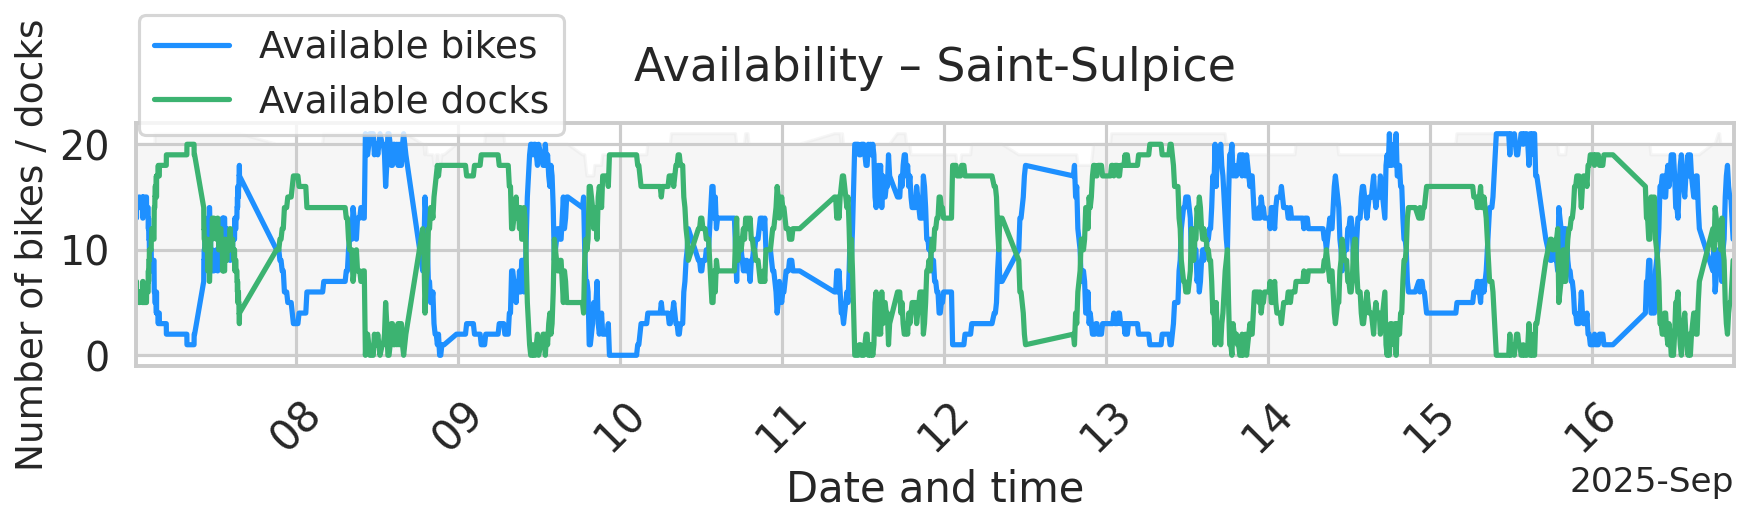 Available bikes
Available docks
Availability – Saint-Sulpice
Number of bikes / docks
20
10
0
08
09
10
11
12
13
14
15
16
Date and time
2025-Sep